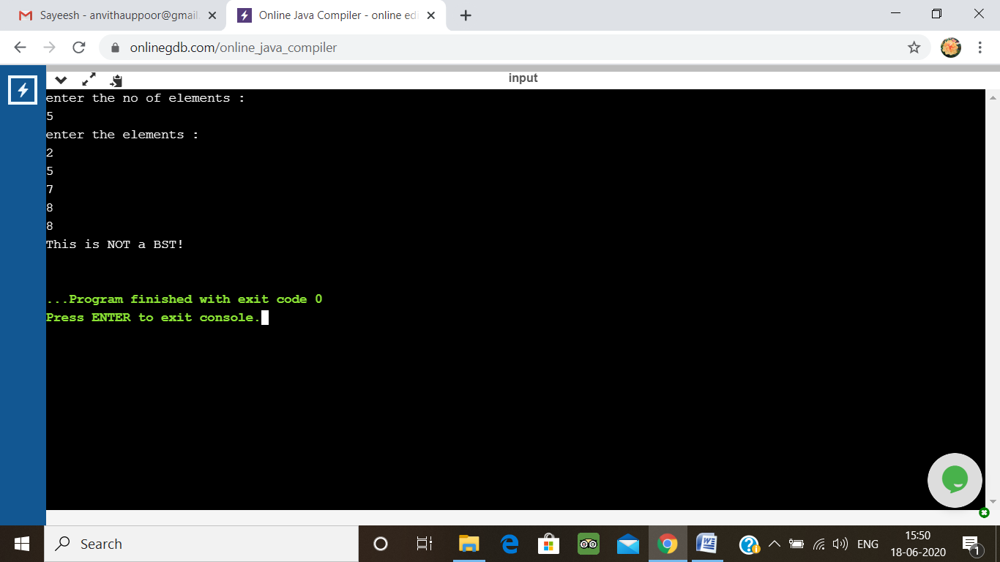 Sayeesh - anvithauppoor@gmail.
Online Java Compiler - online edi
onlinegdb.com/online_java_compiler
input
enter the no of elements :
5
enter the elements :
2
5
7
8
8
This is NOT a BST!
...Program finished with exit code 0
Press ENTER to exit console.
Search
ENG
15:50
18-06-2020
1